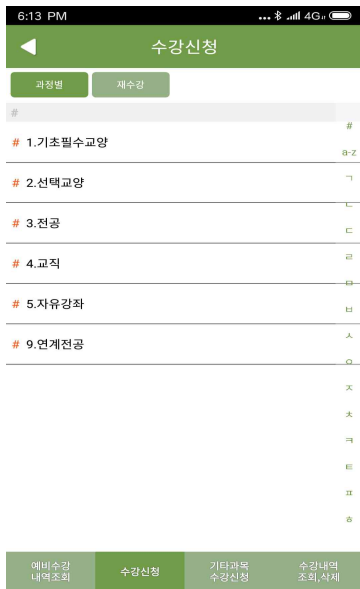 6:13 PM ... 4G
수강신청
과정별 재수강
#
# 1.기초필수교양
# 2.선택교양
# 3.전공
# 4.교직
# 5.자유강좌
# 9.연계전공
#
a-z
ㄱ
ㄴ
ㄷ
ㄹ
ㅁ
ㅂ
ㅅ
ㅇ
ㅈ
ㅊ
ㅋ
ㅌ
ㅍ
ㅎ
예비수강
내역조회
수강신청
기타과목
수강신청
수강내역
조회,삭제